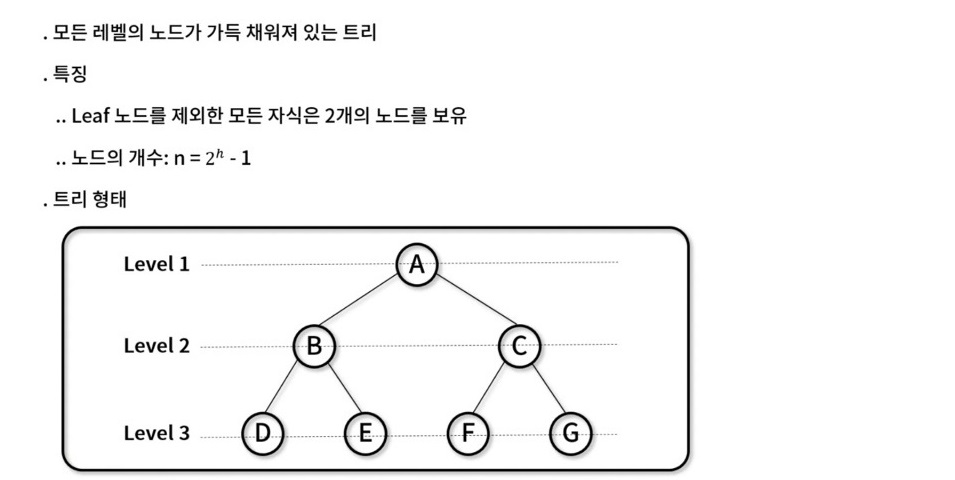 . 모든 레벨의 노드가 가득 채워져 있는 트리
. 특징
.. Leaf 노드를 제외한 모든 자식은 2개의 노드를 보유
.. 노드의 개수: n = 2ʰ - 1
. 트리 형태
Level 1 A
Level 2 B C
Level 3 D E F G